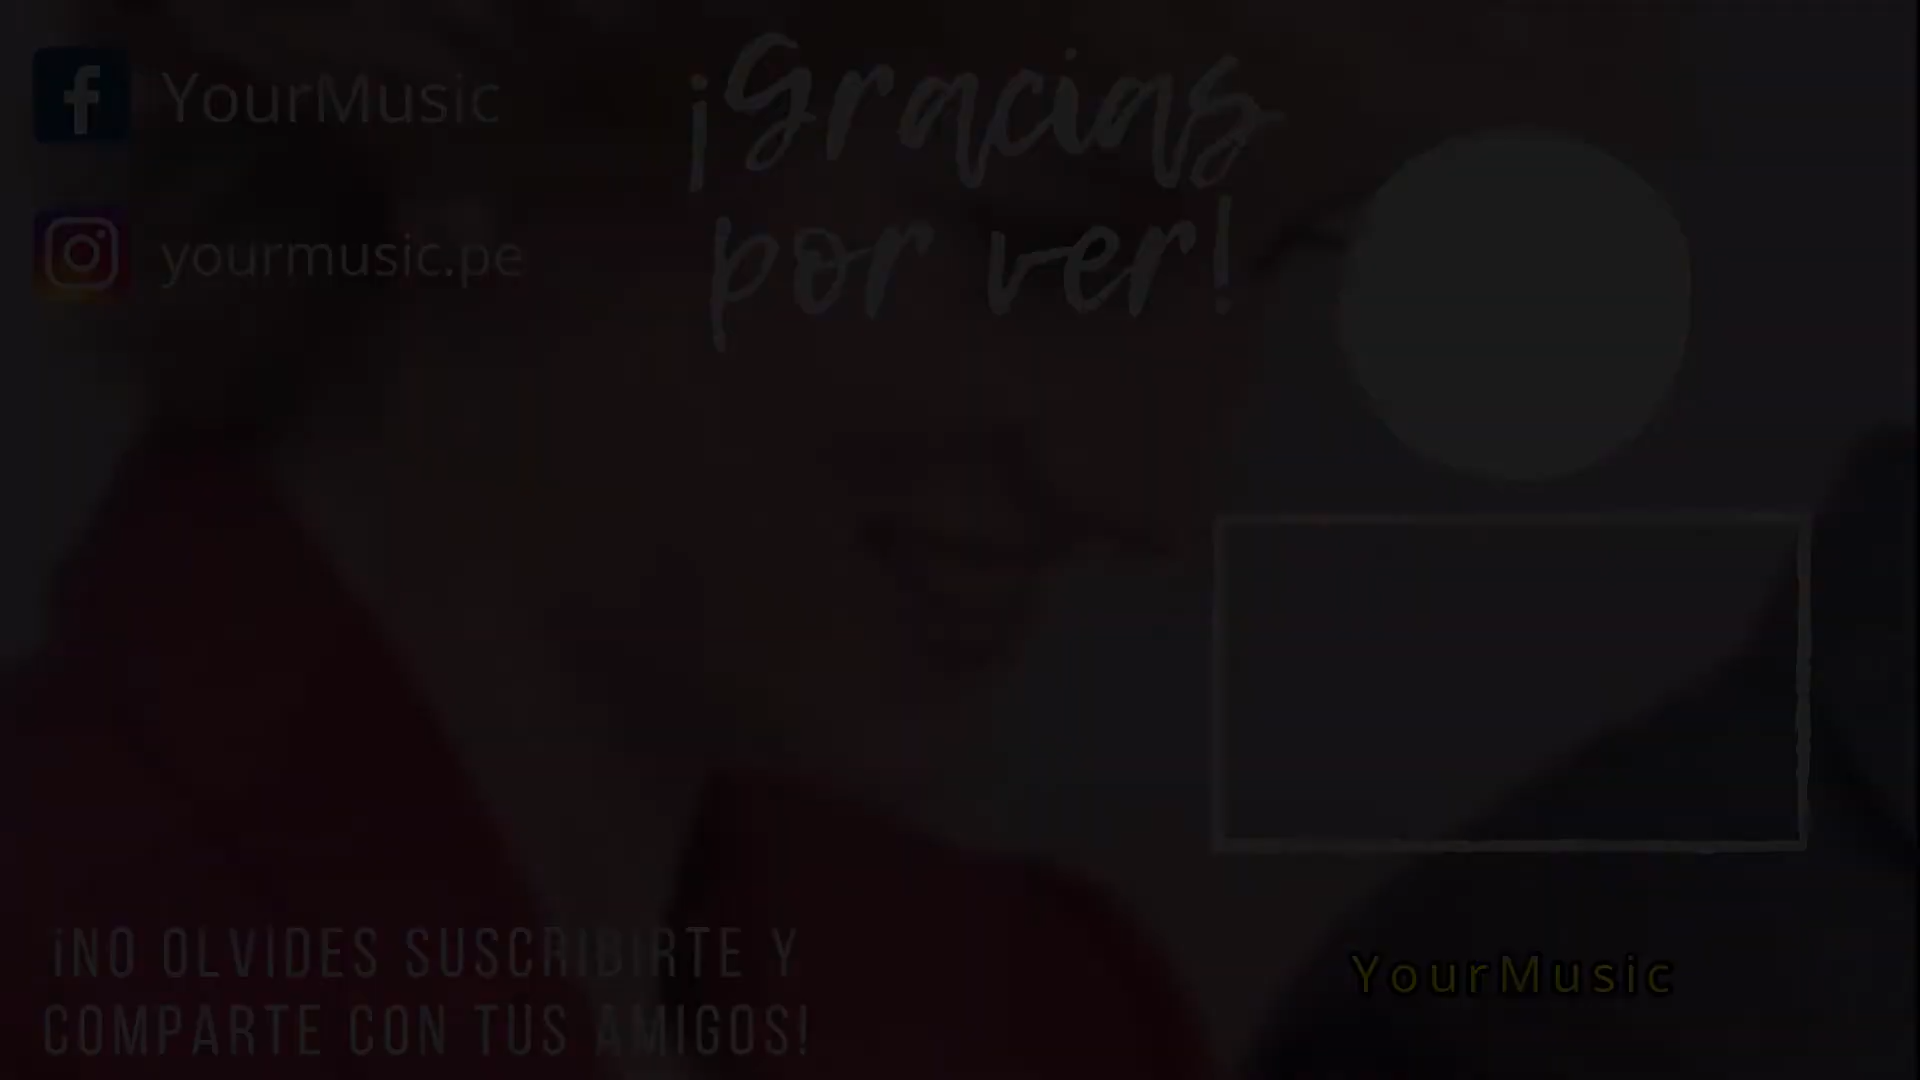 YourMusic
yourmusic.pe
¡Gracias
por ver!
¡NO OLVIDES SUSCRIBIRTE Y
COMPARTE CON TUS AMIGOS!
YourMusic